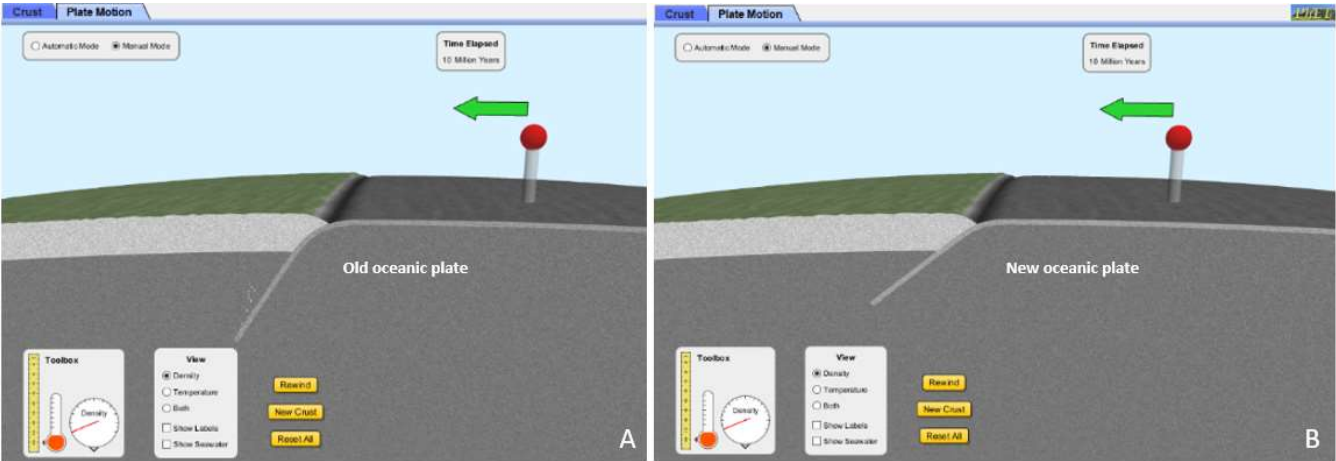 Crust Plate Motion
Automatic Mode Manual Mode
Time Elapsed
10 Million Years
Old oceanic plate
Toolbox
Density
View
Density
Temperature
Both
Show Labels
Show Seawater
Rewind
New Crust
Reset All
A
Crust Plate Motion
Automatic Mode Manual Mode
Time Elapsed
10 Million Years
New oceanic plate
Toolbox
Density
View
Density
Temperature
Both
Show Labels
Show Seawater
Rewind
New Crust
Reset All
B